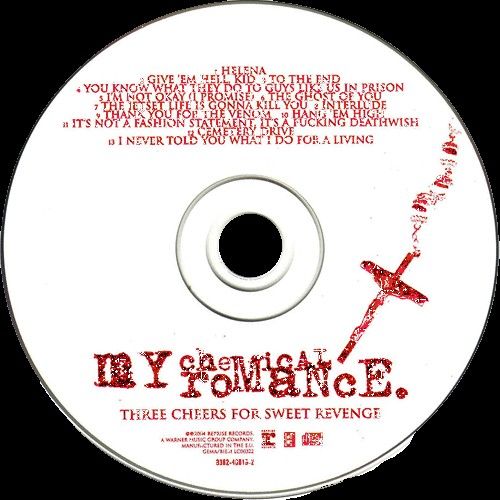 1 HELENA
2 GIVE 'EM HELL, KID 3 TO THE END
4 YOU KNOW WHAT THEY DO TO GUYS LIKE US IN PRISON
5 I'M NOT OKAY (I PROMISE) 6 THE GHOST OF YOU
7 THE JETSET LIFE IS GONNA KILL YOU 8 INTERLUDE
9 THANK YOU FOR THE VENOM 10 HANG 'EM HIGH
11 IT'S NOT A FASHION STATEMENT, IT'S A FUCKING DEATHWISH
12 CEMETERY DRIVE
13 I NEVER TOLD YOU WHAT I DO FOR A LIVING
MY CHEMICAL ROMANCE.
THREE CHEERS FOR SWEET REVENGE
℗©2004 REPRISE RECORDS,
A WARNER MUSIC GROUP COMPANY.
MANUFACTURED IN THE E.U.